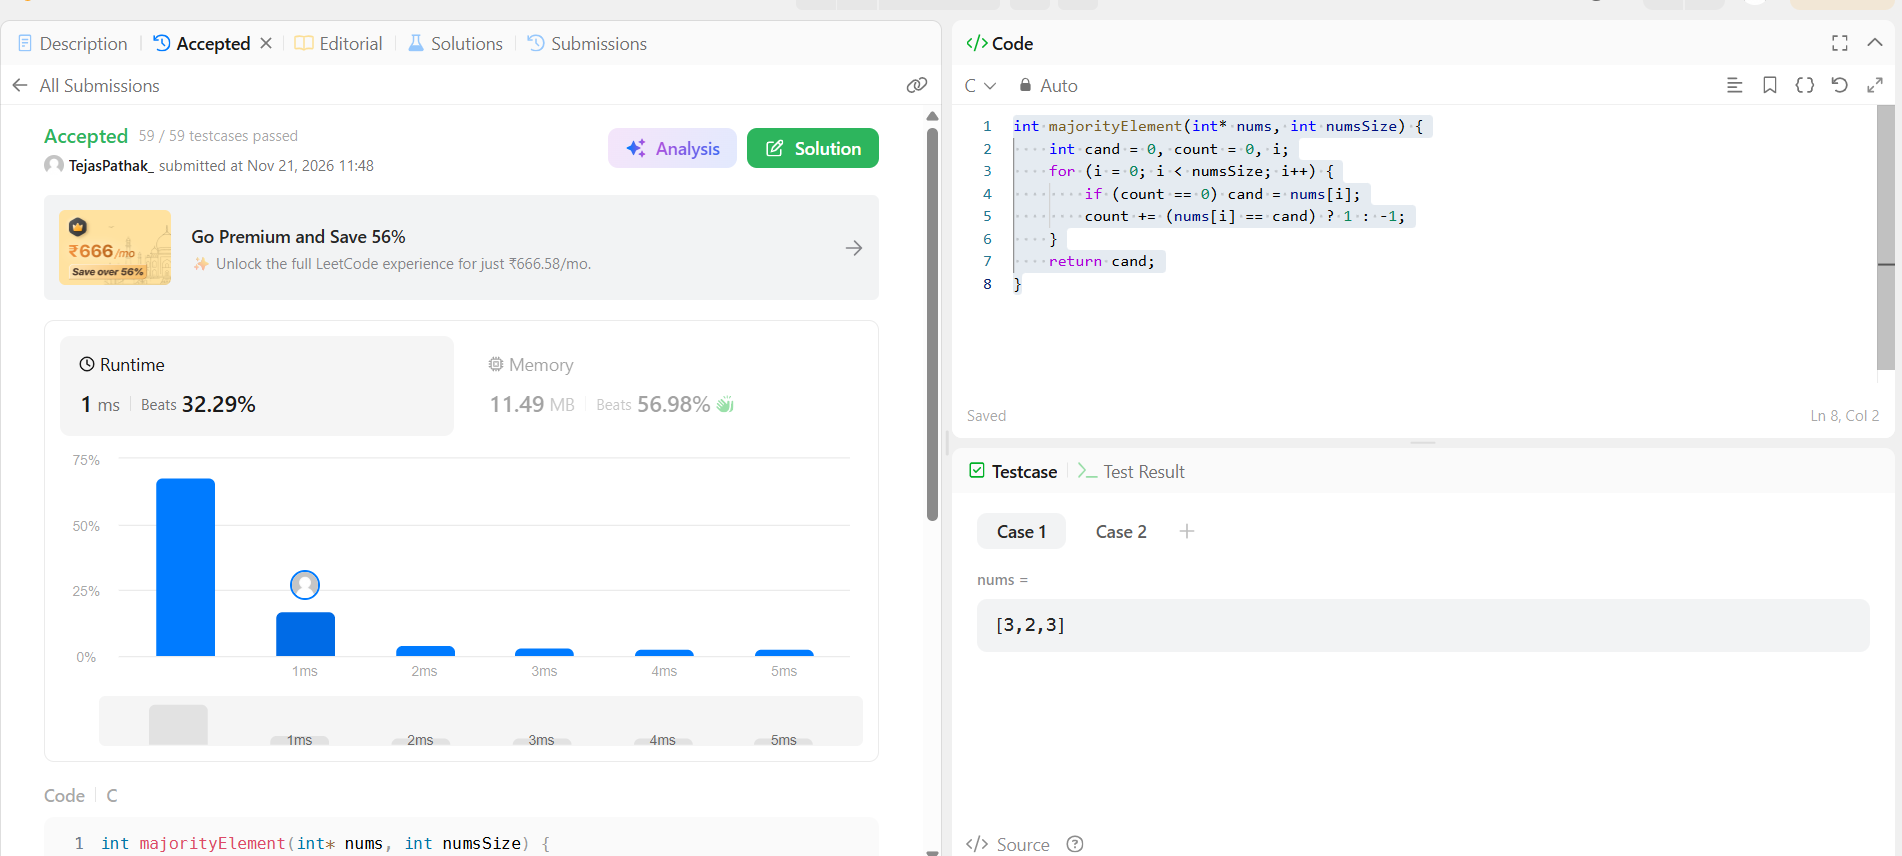 Description
Accepted
Editorial
Solutions
Submissions
All Submissions
Accepted 59 / 59 testcases passed
TejasPathak_ submitted at Nov 21, 2026 11:48
Analysis
Solution
₹666 /mo
Save over 56%
Go Premium and Save 56%
✨ Unlock the full LeetCode experience for just ₹666.58/mo.
Runtime
1 ms Beats 32.29%
Memory
11.49 MB Beats 56.98% 👏
75%
50%
25%
0%
1ms 2ms 3ms 4ms 5ms
1ms 2ms 3ms 4ms 5ms
Code C
1 int majorityElement(int* nums, int numsSize) {
</> Code
C Auto
1 int majorityElement(int* nums, int numsSize) {
2     int cand = 0, count = 0, i;
3     for (i = 0; i < numsSize; i++) {
4         if (count == 0) cand = nums[i];
5         count += (nums[i] == cand) ? 1 : -1;
6     }
7     return cand;
8 }
Saved
Ln 8, Col 2
Testcase
>_ Test Result
Case 1 Case 2 +
nums =
[3,2,3]
</> Source ?